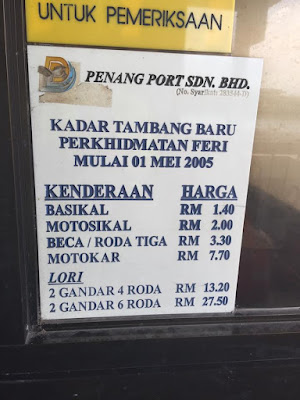 UNTUK PEMERIKSAAN
PENANG PORT SDN. BHD.
(No. Syarikat
KADAR TAMBANG BARU
PERKHIDMATAN FERI
MULAI 01 MEI 2005
KENDERAAN HARGA
BASIKAL RM 1.40
MOTOSIKAL RM 2.00
BECA / RODA TIGA RM 3.30
MOTOKAR RM 7.70
LORI
2 GANDAR 4 RODA RM 13.20
2 GANDAR 6 RODA RM 27.50